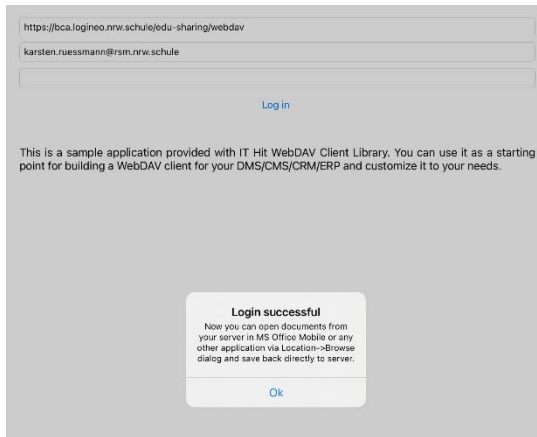 https://bca.logineo.nrw.schule/edu-sharing/webdav
karsten.ruessmann@rsm.nrw.schule
Log in
This is a sample application provided with IT Hit WebDAV Client Library. You can use it as a starting
point for building a WebDAV client for your DMS/CMS/CRM/ERP and customize it to your needs.
Login successful
Now you can open documents from
your server in MS Office Mobile or any
other application via Location->Browse
dialog and save back directly to server.
Ok